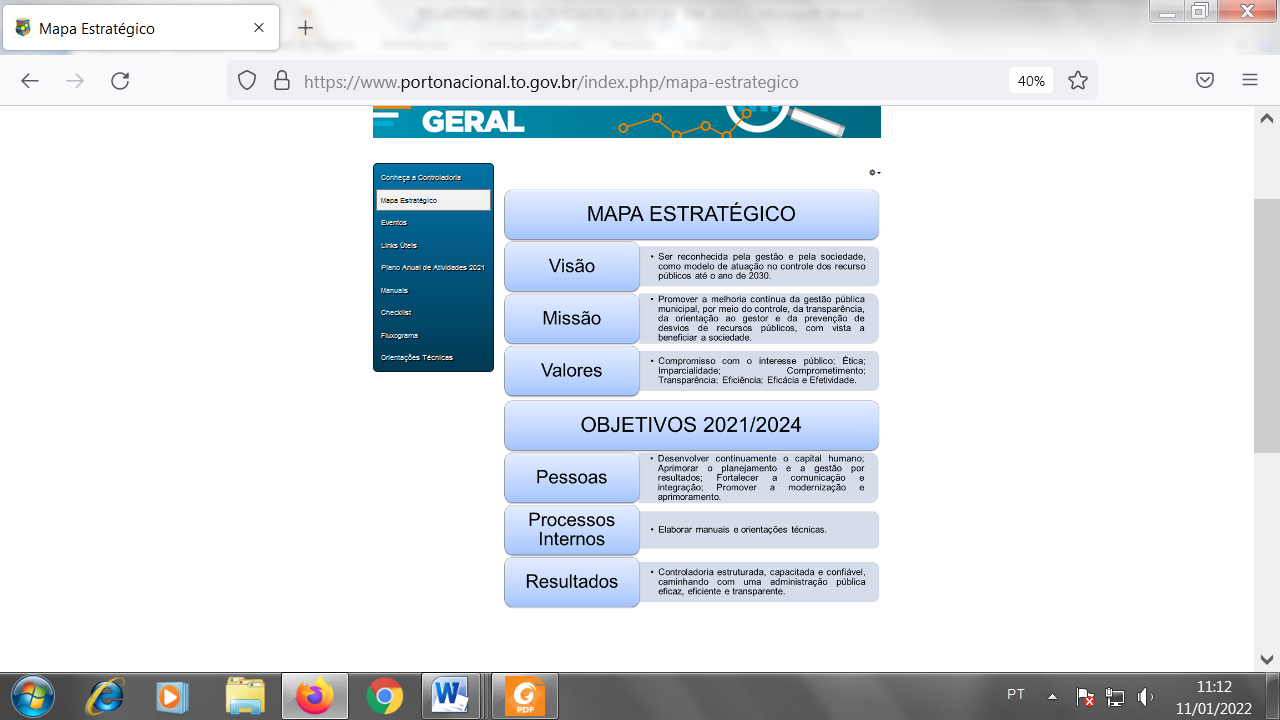 Mapa Estratégico
https://www.portonacional.to.gov.br/index.php/mapa-estrategico
40%
GERAL
Conheça a Controladoria
Mapa Estratégico
Eventos
Links Úteis
Plano Anual de Atividades 2021
Manuais
Checklist
Fluxograma
Orientações Técnicas
MAPA ESTRATÉGICO
Visão
• Ser reconhecida pela gestão e pela sociedade,
como modelo de atuação no controle dos recurso
públicos até o ano de 2030.
Missão
• Promover a melhoria contínua da gestão pública
municipal, por meio do controle, da transparência,
da orientação ao gestor e da prevenção de
desvios de recursos públicos, com vista a
beneficiar a sociedade.
Valores
• Compromisso com o interesse público; Ética;
Imparcialidade; Comprometimento;
Transparência; Eficiência; Eficácia e Efetividade.
OBJETIVOS 2021/2024
Pessoas
• Desenvolver continuamente o capital humano;
Aprimorar o planejamento e a gestão por
resultados; Fortalecer a comunicação e
integração; Promover a modernização e
aprimoramento.
Processos
Internos
• Elaborar manuais e orientações técnicas.
Resultados
• Controladoria estruturada, capacitada e confiável,
caminhando com uma administração pública
eficaz, eficiente e transparente.
PDF
PT
11:12
11/01/2022